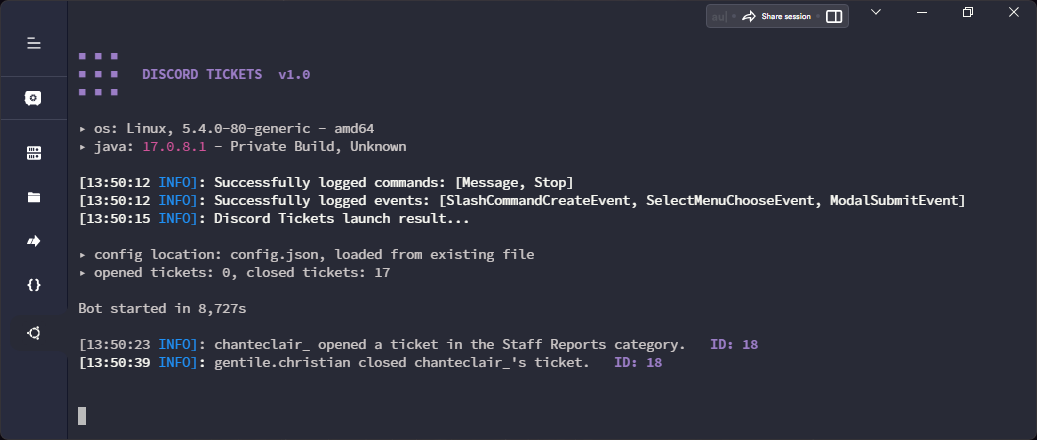 Share session
DISCORD TICKETS v1.0
▸ os: Linux, 5.4.0-80-generic - amd64
▸ java: 17.0.8.1 - Private Build, Unknown
[13:50:12 INFO]: Successfully logged commands: [Message, Stop]
[13:50:12 INFO]: Successfully logged events: [SlashCommandCreateEvent, SelectMenuChooseEvent, ModalSubmitEvent]
[13:50:15 INFO]: Discord Tickets launch result...
▸ config location: config.json, loaded from existing file
▸ opened tickets: 0, closed tickets: 17
Bot started in 8,727s
[13:50:23 INFO]: chanteclair_ opened a ticket in the Staff Reports category. ID: 18
[13:50:39 INFO]: gentile.christian closed chanteclair_'s ticket. ID: 18